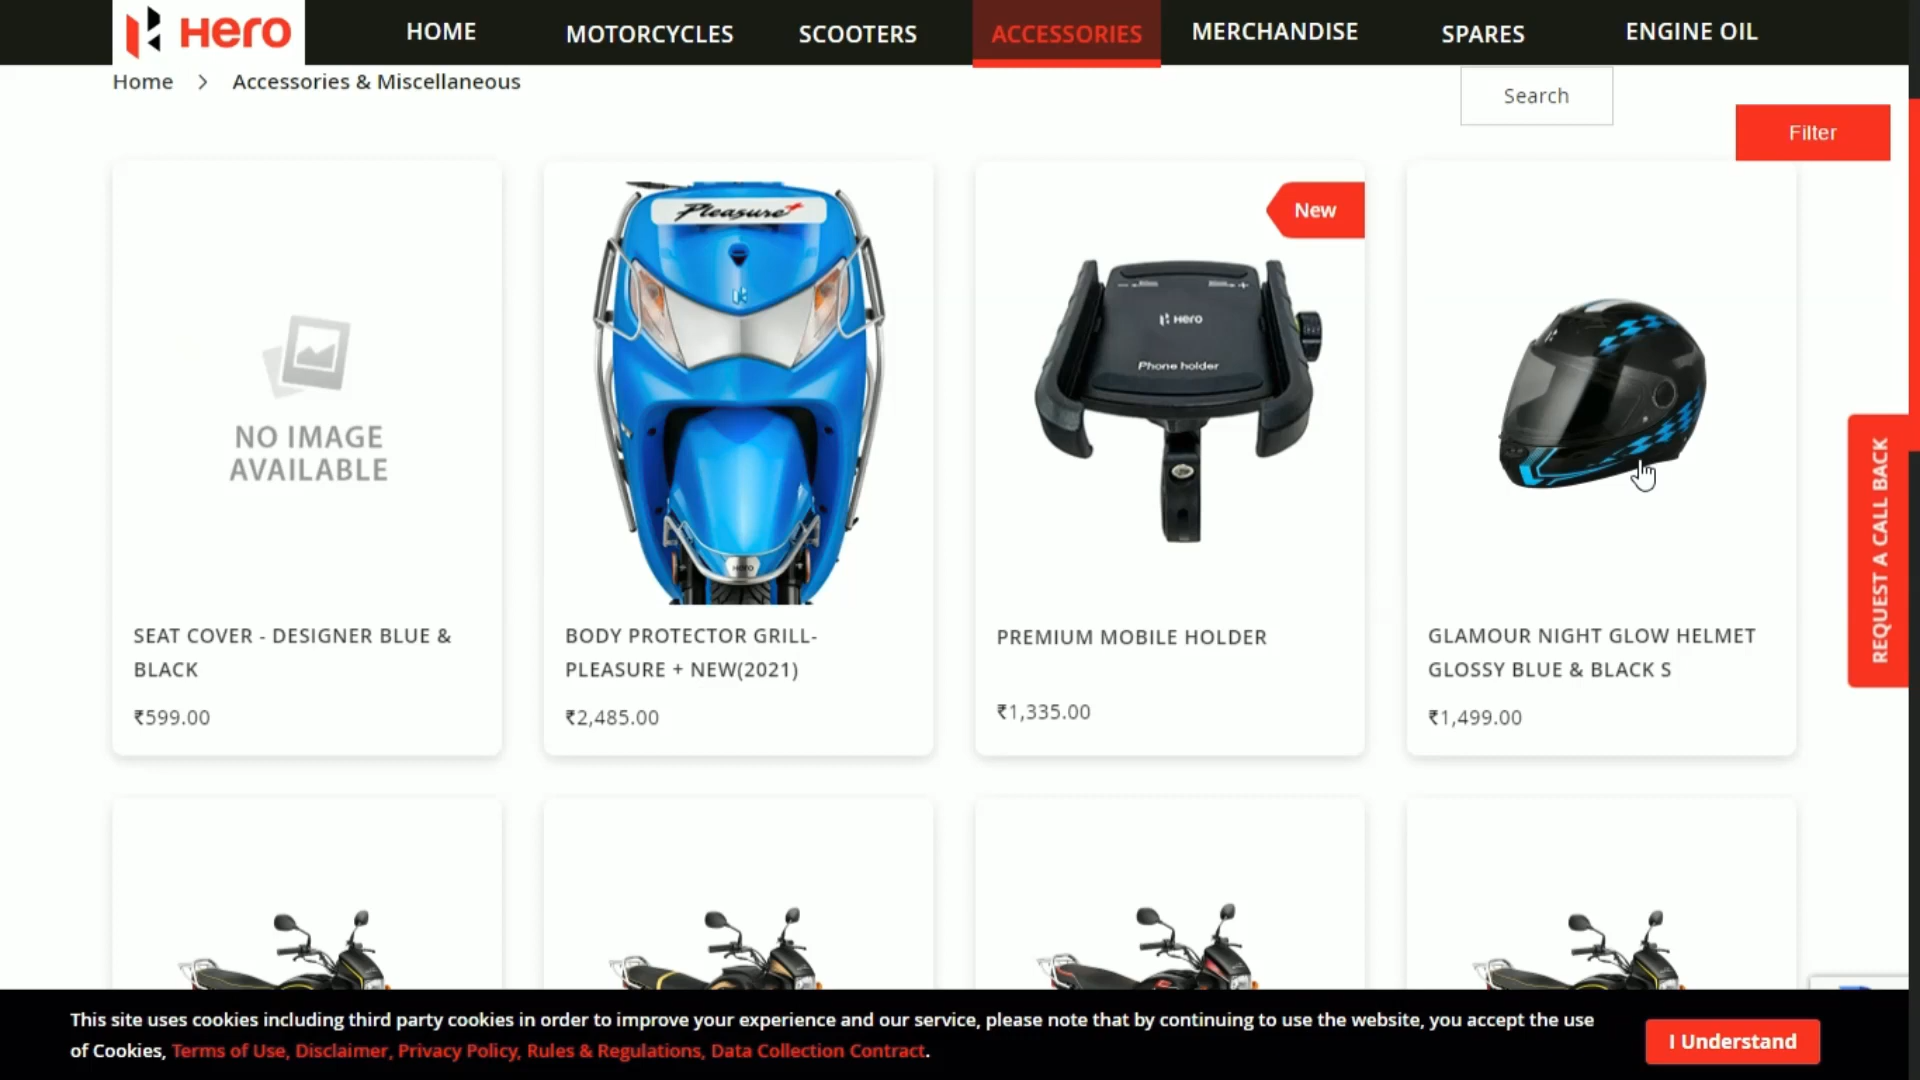 Hero
HOME
MOTORCYCLES
SCOOTERS
ACCESSORIES
MERCHANDISE
SPARES
ENGINE OIL
Home > Accessories & Miscellaneous
Search
Filter
NO IMAGE
AVAILABLE
SEAT COVER - DESIGNER BLUE &
BLACK
₹599.00
Pleasure+
Hero
BODY PROTECTOR GRILL-
PLEASURE + NEW(2021)
₹2,485.00
New
Hero
Phone holder
PREMIUM MOBILE HOLDER
₹1,335.00
GLAMOUR NIGHT GLOW HELMET
GLOSSY BLUE & BLACK S
₹1,499.00
REQUEST A CALL BACK
This site uses cookies including third party cookies in order to improve your experience and our service, please note that by continuing to use the website, you accept the use
of Cookies, Terms of Use, Disclaimer, Privacy Policy, Rules & Regulations, Data Collection Contract.
I Understand